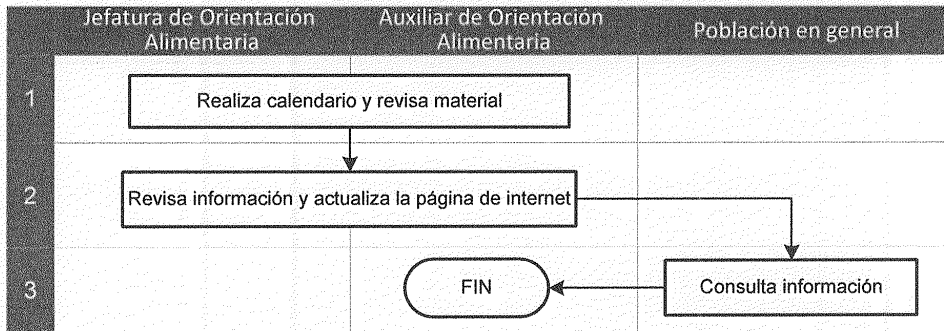 Jefatura de Orientación
Alimentaria
Auxiliar de Orientación
Alimentaria
Población en general
1
Realiza calendario y revisa material
2
Revisa información y actualiza la página de internet
3
FIN
Consulta información